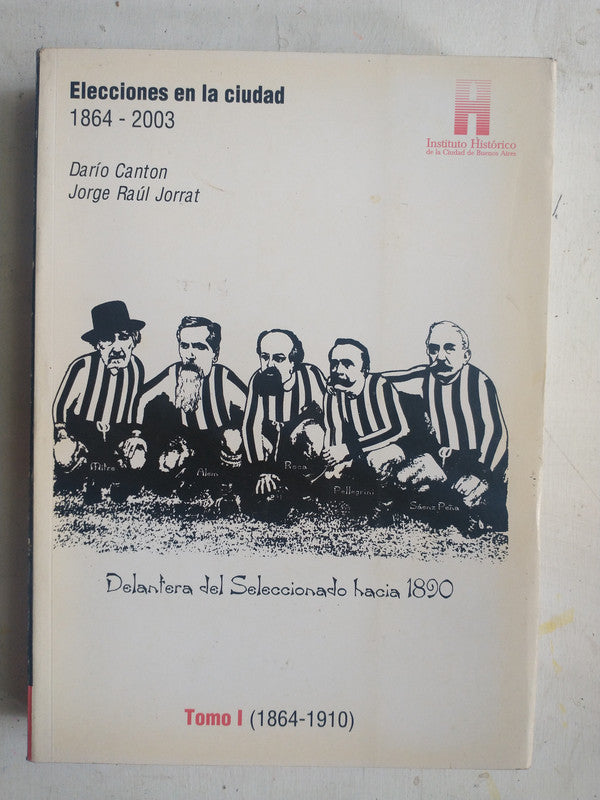 Elecciones en la ciudad
1864 - 2003
Darío Canton
Jorge Raúl Jorrat
Instituto Histórico
de la Ciudad de Buenos Aires
Mitre
Alem
Roca
Pellegrini
Sáenz Peña
Delantera del Seleccionado hacia 1890
Tomo I (1864-1910)